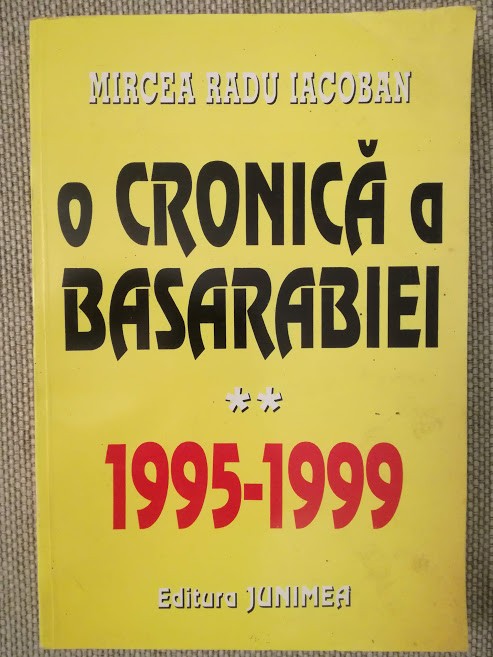 MIRCEA RADU IACOBAN
o CRONICĂ a
BASARABIEI
**
1995-1999
Editura JUNIMEA